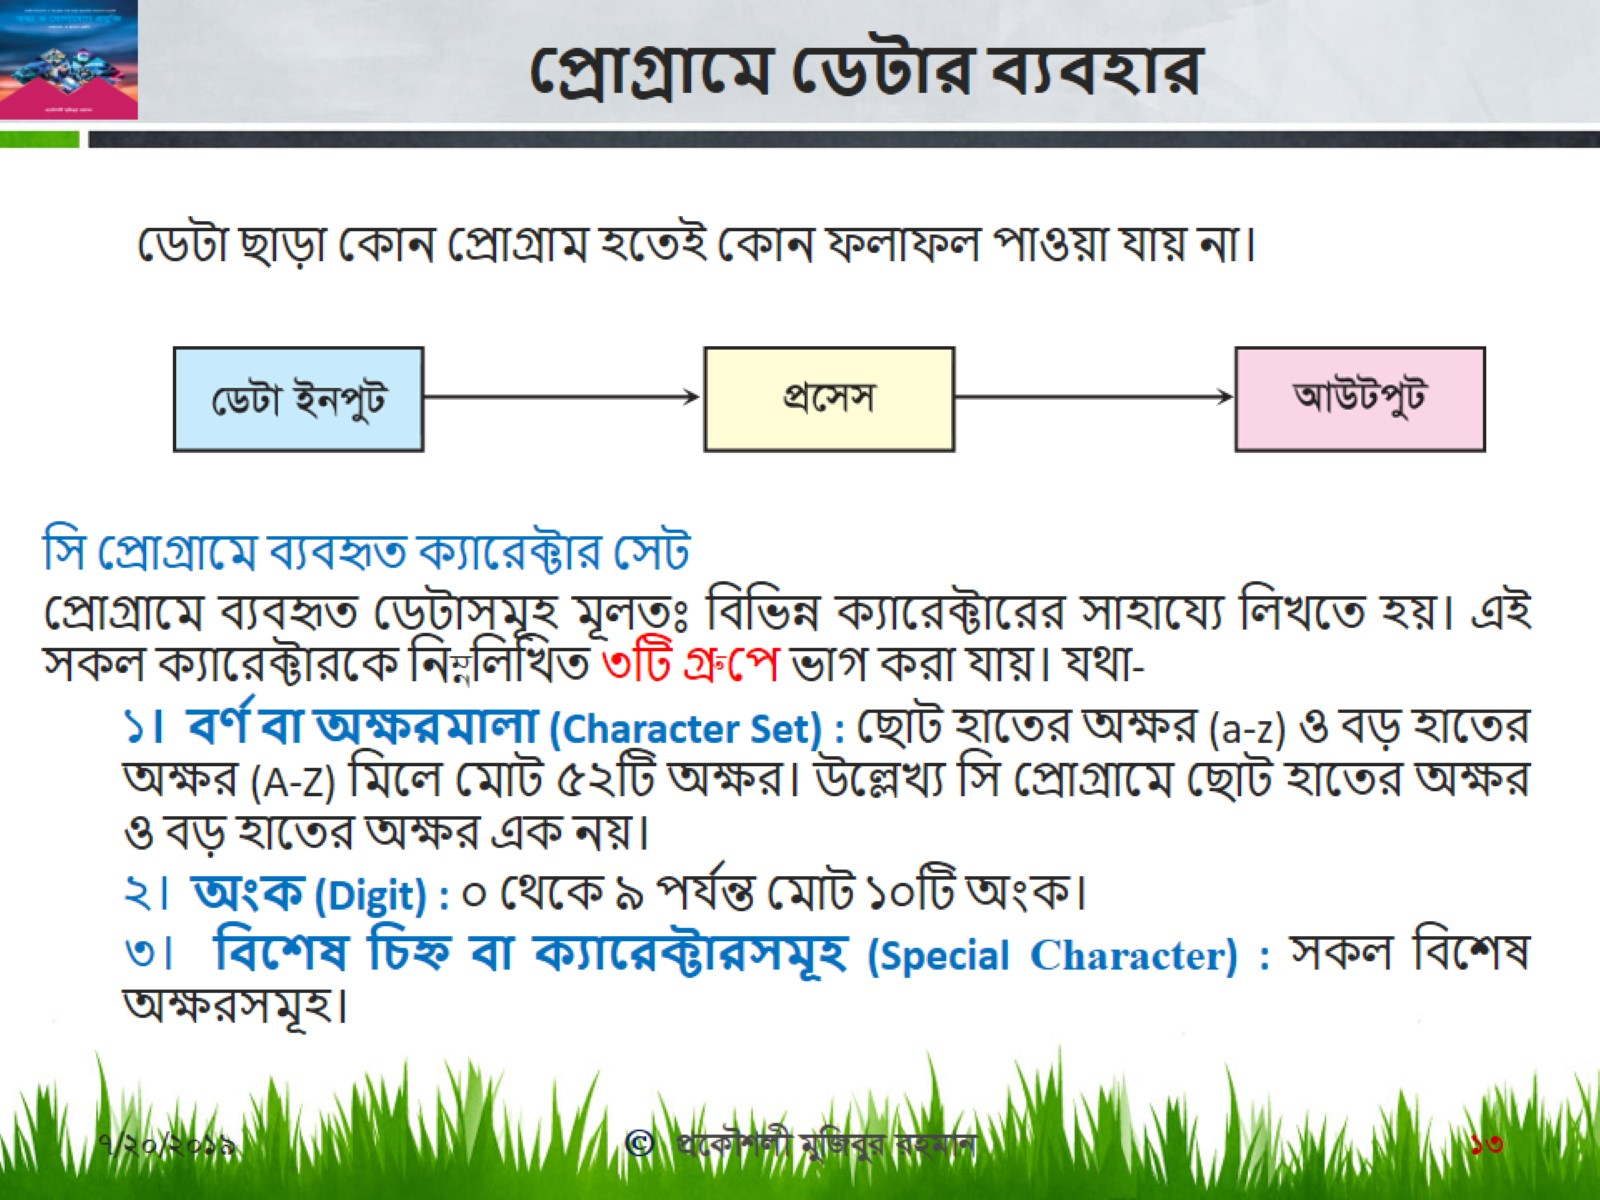 প্রোগ্রামে ডেটার ব্যবহার
ডেটা ছাড়া কোন প্রোগ্রাম হতেই কোন ফলাফল পাওয়া যায় না।
ডেটা ইনপুট
প্রসেস
আউটপুট
সি প্রোগ্রামে ব্যবহৃত ক্যারেক্টার সেট
প্রোগ্রামে ব্যবহৃত ডেটাসমূহ মূলতঃ বিভিন্ন ক্যারেক্টারের সাহায্যে লিখতে হয়। এই
সকল ক্যারেক্টারকে নিম্নলিখিত ৩টি গ্রুপে ভাগ করা যায়। যথা-
১। বর্ণ বা অক্ষরমালা (Character Set) : ছোট হাতের অক্ষর (a-z) ও বড় হাতের
অক্ষর (A-Z) মিলে মোট ৫২টি অক্ষর। উল্লেখ্য সি প্রোগ্রামে ছোট হাতের অক্ষর
ও বড় হাতের অক্ষর এক নয়।
২। অংক (Digit) : ০ থেকে ৯ পর্যন্ত মোট ১০টি অংক।
৩। বিশেষ চিহ্ন বা ক্যারেক্টারসমূহ (Special Character) : সকল বিশেষ
অক্ষরসমূহ।
৭/২০/২০১৯
© প্রকৌশলী মুজিবুর রহমান
১৩